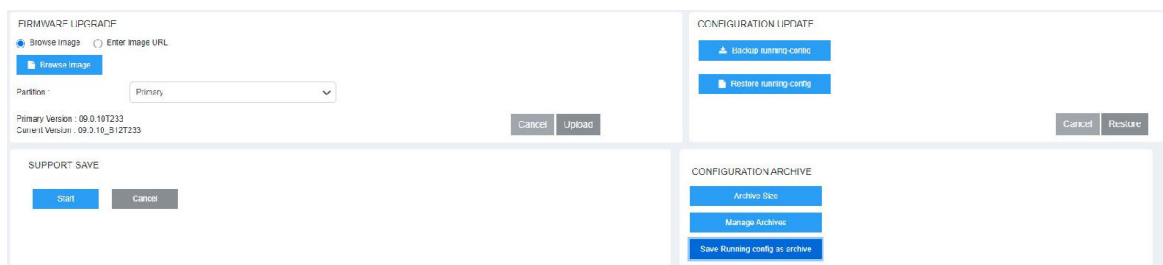 FIRMWARE UPGRADE
Browse Image Enter Image URL
Browse Image
Partition : Primary
Primary Version : 09.0.10T233
Current Version : 09.0.10_B12T233
Cancel Upload
CONFIGURATION UPDATE
Backup running-config
Restore running-config
Cancel Restore
SUPPORT SAVE
Start Cancel
CONFIGURATION ARCHIVE
Archive Size
Manage Archives
Save Running config as archive